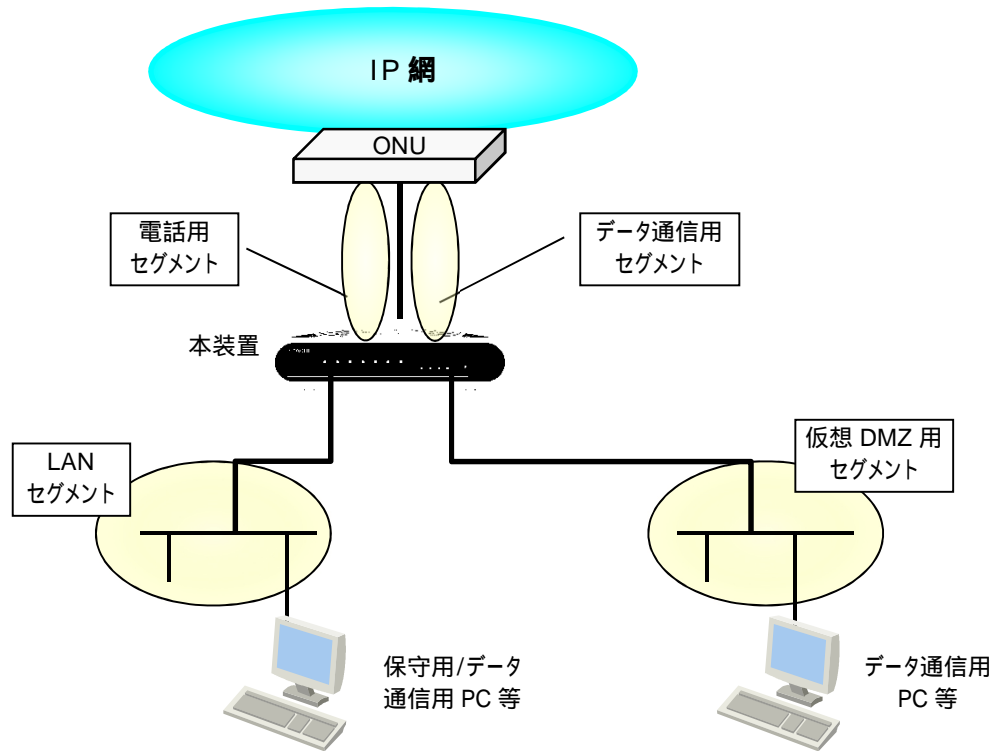 IP 網
ONU
電話用
セグメント
データ通信用
セグメント
本装置
LAN
セグメント
仮想 DMZ 用
セグメント
保守用/データ
通信用 PC 等
データ通信用
PC 等